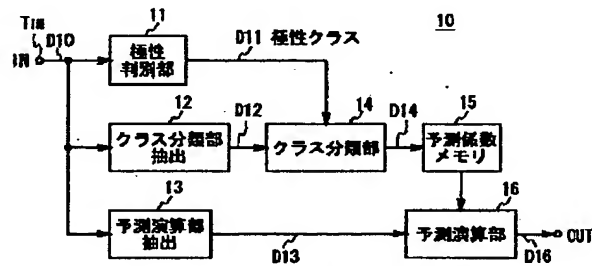 11
10
TIN
D10
IN
極性
判別部
D11 極性クラス
12
14
15
クラス分類部
抽出
D12
クラス分類部
D14
予測係数
メモリ
13
16
予測演算部
抽出
D13
予測演算部
D16
OUT